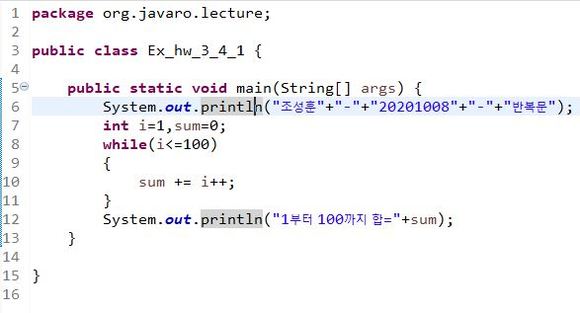 1 package org.javaro.lecture;
2
3 public class Ex_hw_3_4_1 {
4
5 public static void main(String[] args) {
6 System.out.println("조성훈"+"-"+"20201008"+"-"+"반복문");
7 int i=1,sum=0;
8 while(i<=100)
9 {
10 sum += i++;
11 }
12 System.out.println("1부터 100까지 합="+sum);
13 }
14
15 }
16